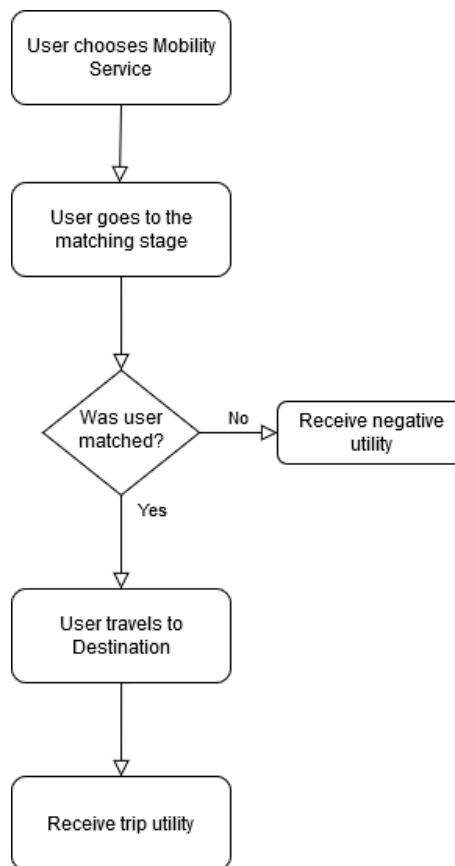 User chooses Mobility
Service
User goes to the
matching stage
Was user
matched?
No
Receive negative
utility
Yes
User travels to
Destination
Receive trip utility